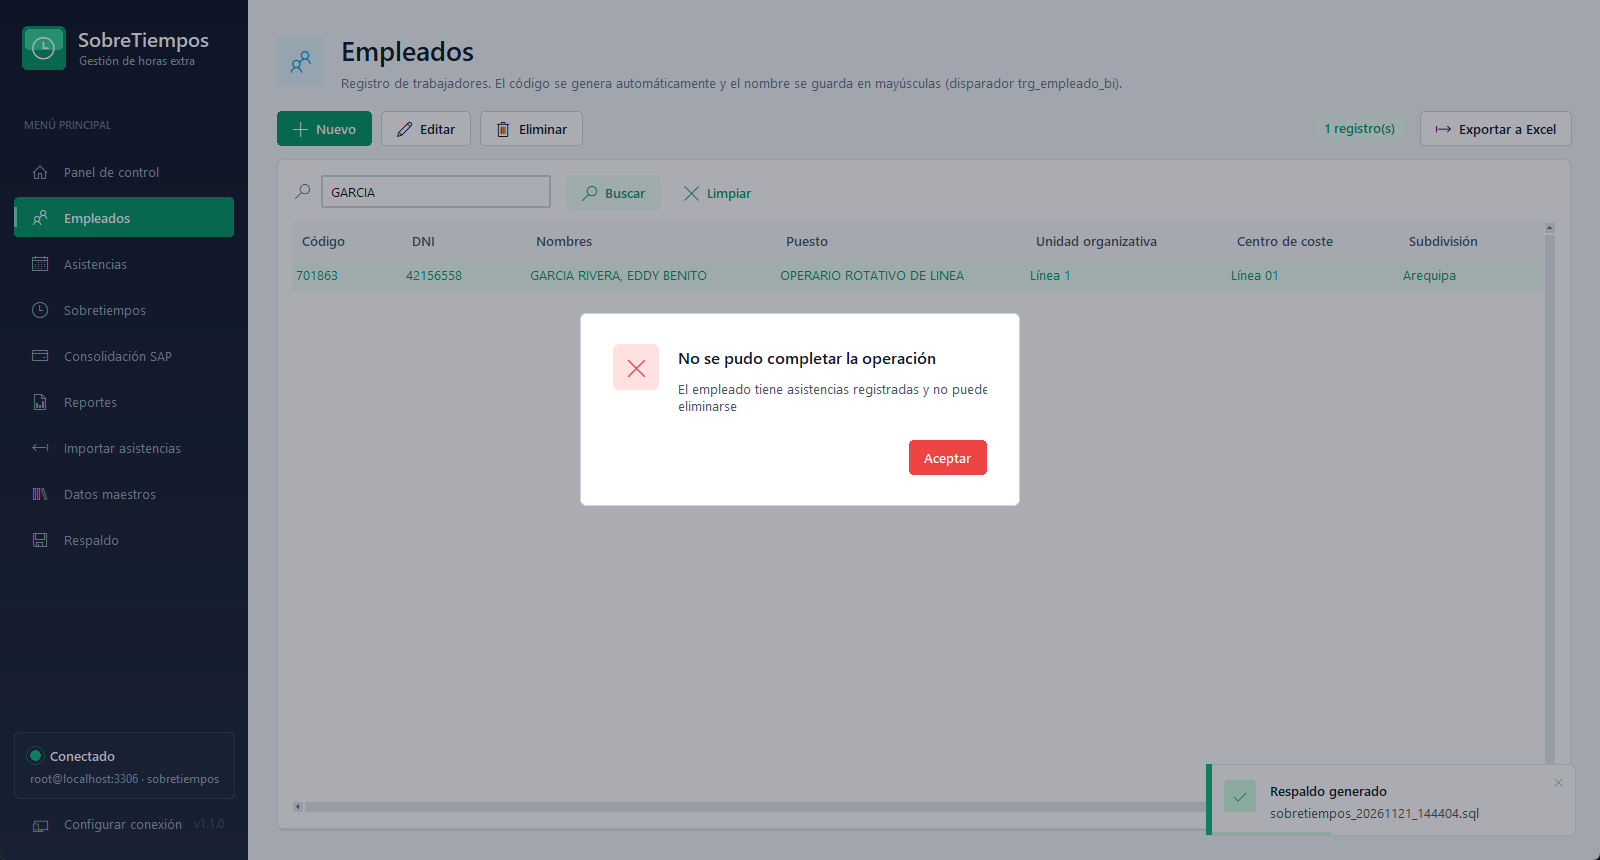 SobreTiempos
Gestión de horas extra
MENÚ PRINCIPAL
Panel de control
Empleados
Asistencias
Sobretiempos
Consolidación SAP
Reportes
Importar asistencias
Datos maestros
Respaldo
Conectado
root@localhost:3306 · sobretiempos
Configurar conexión v1.1.0
Empleados
Registro de trabajadores. El código se genera automáticamente y el nombre se guarda en mayúsculas (disparador trg_empleado_bi).
Nuevo Editar Eliminar 1 registro(s) Exportar a Excel
GARCIA Buscar Limpiar
Código DNI Nombres Puesto Unidad organizativa Centro de coste Subdivisión
701863 42156558 GARCIA RIVERA, EDDY BENITO OPERARIO ROTATIVO DE LINEA Línea 1 Línea 01 Arequipa
No se pudo completar la operación
El empleado tiene asistencias registradas y no puede
eliminarse
Aceptar
Respaldo generado
sobretiempos_20261121_144404.sql